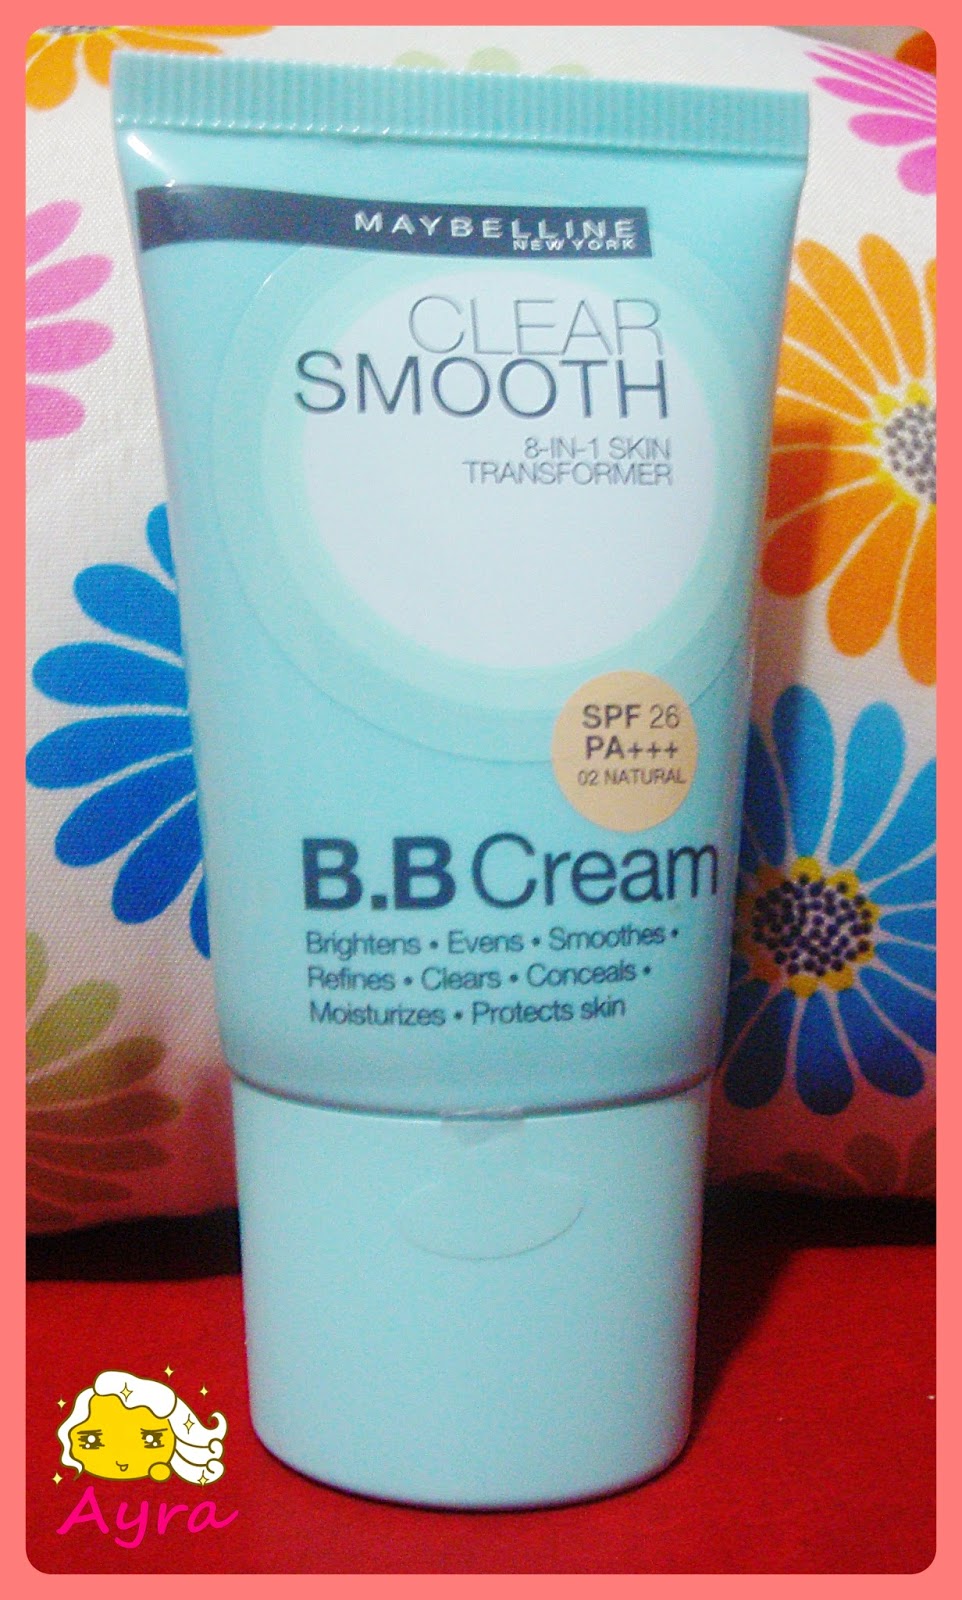 MAYBELLINE
NEW YORK
CLEAR
SMOOTH
8-IN-1 SKIN
TRANSFORMER
SPF 26
PA+++
02 NATURAL
B.B Cream
Brightens • Evens • Smoothes •
Refines • Clears • Conceals •
Moisturizes • Protects skin
Ayra